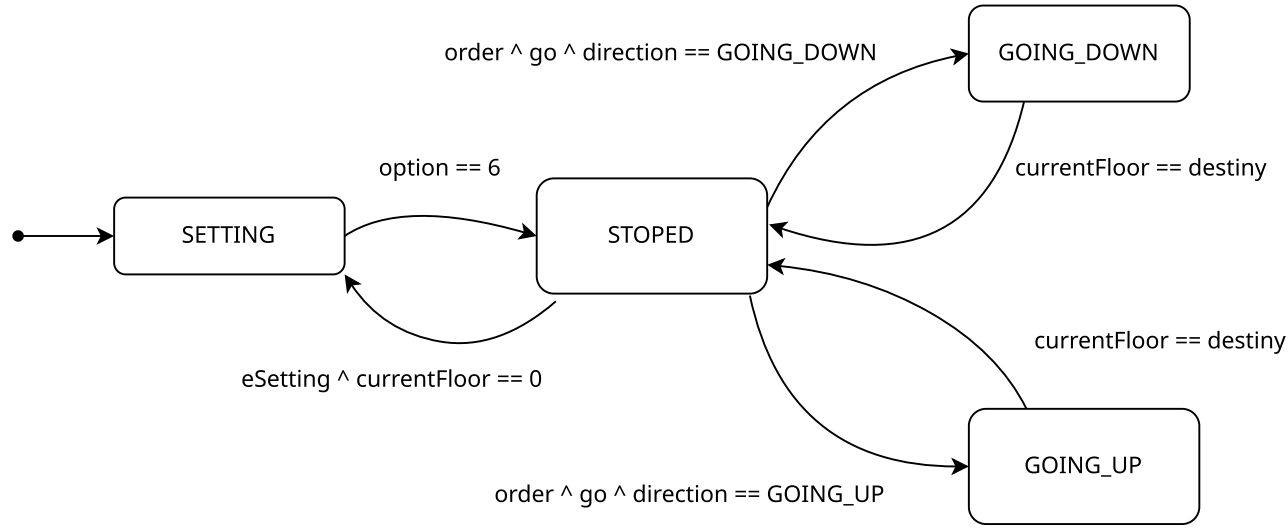 order ^ go ^ direction == GOING_DOWN
GOING_DOWN
option == 6
currentFloor == destiny
SETTING
STOPED
currentFloor == destiny
eSetting ^ currentFloor == 0
GOING_UP
order ^ go ^ direction == GOING_UP